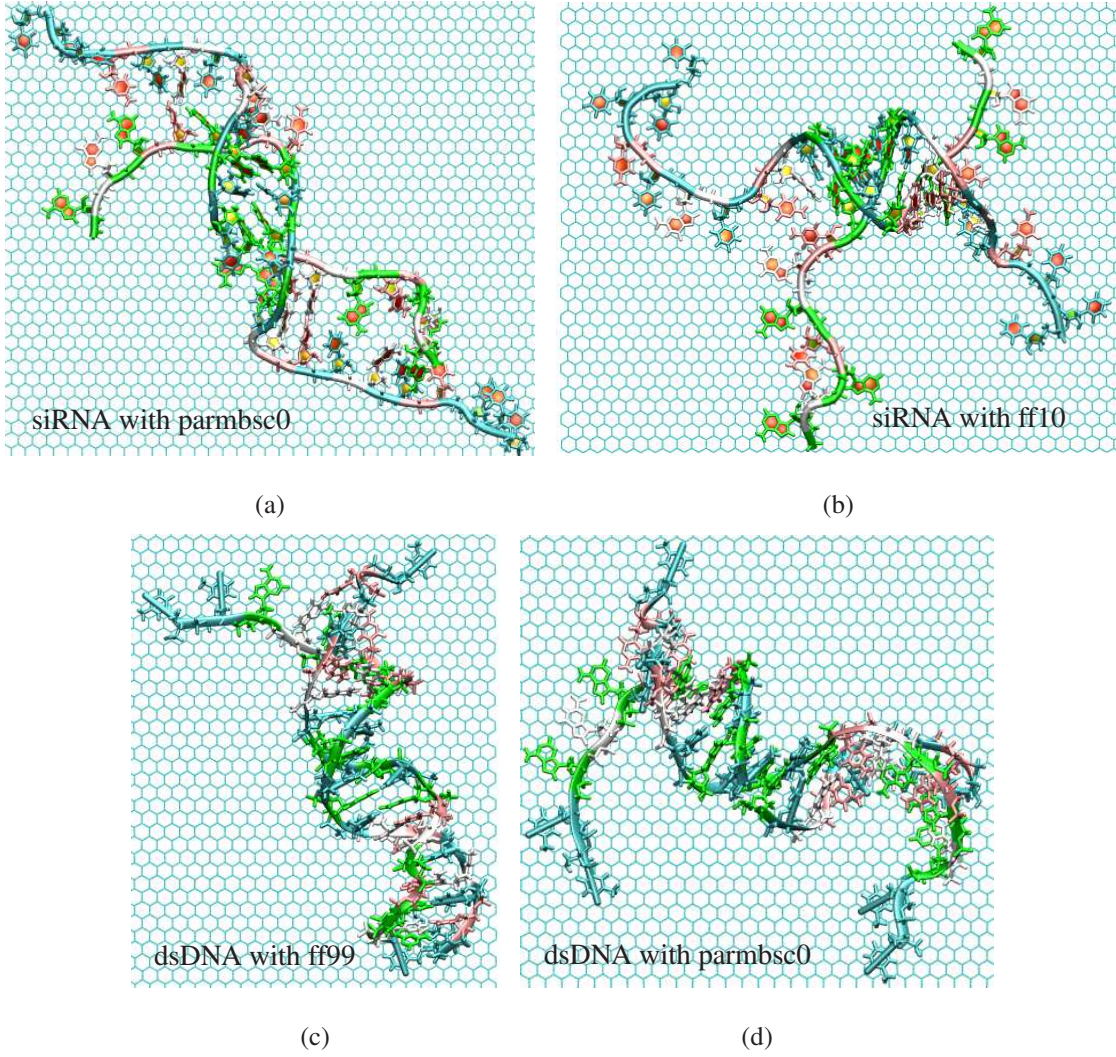 siRNA with parmbsc0
siRNA with ff10
(a)
(b)
dsDNA with ff99
dsDNA with parmbsc0
(c)
(d)